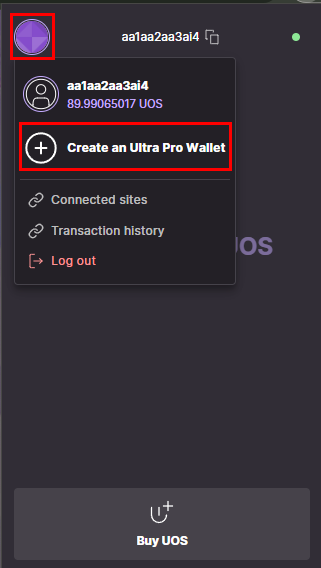 aa1aa2aa3ai4
aa1aa2aa3ai4
89.99065017 UOS
Create an Ultra Pro Wallet
Connected sites
UOS
Transaction history
Log out
Buy UOS